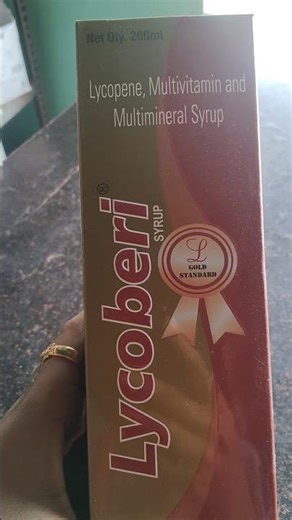 Net Qty. 200ml
Lycopene, Multivitamin and
Multimineral Syrup
Lycoberi®
SYRUP
L
GOLD
STANDARD